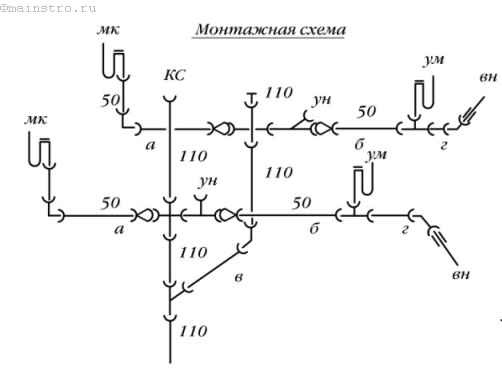 ©mainstro.ru
Монтажная схема
мк
КС
ум
вн
110
ун
50
50
мк
а
б
г
110
ум
110
ун
50
50
а
б
г
110
в
вн
110